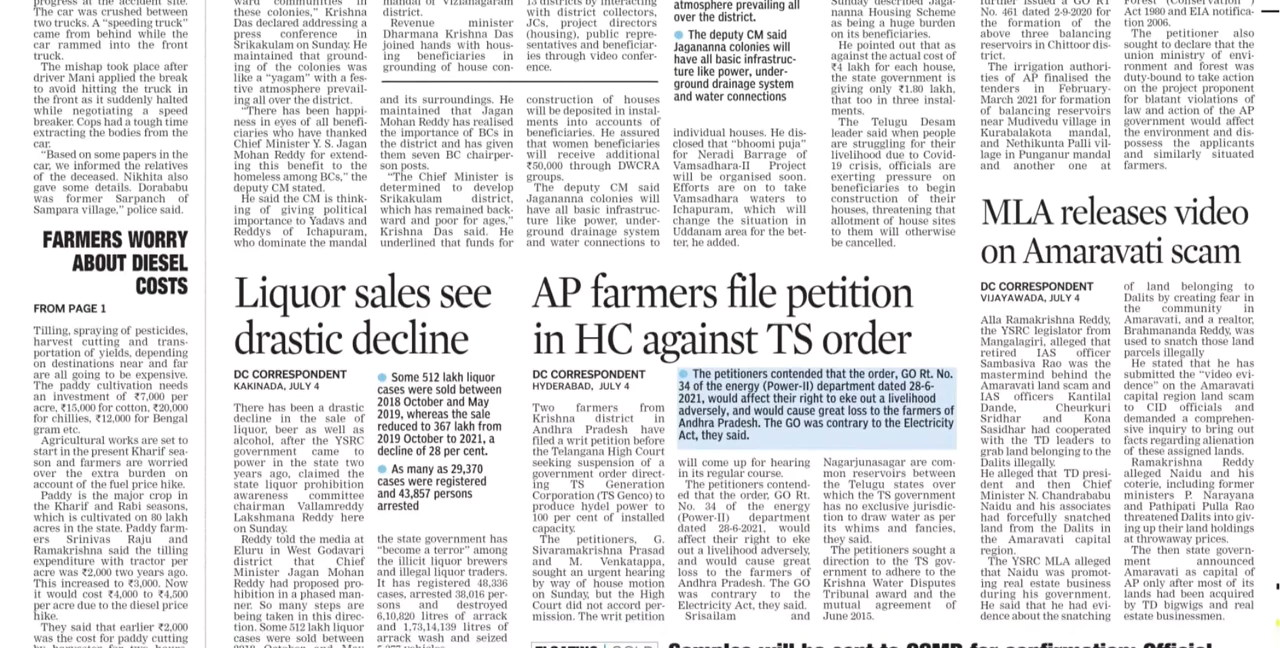 progress at the accident site.
The car was crushed between
two trucks. A “speeding truck”
came from behind while the
car rammed into the front
truck.
The mishap took place after
driver Mani applied the break
to avoid hitting the truck in
the front as it suddenly halted
while negotiating a speed
breaker. Cops had a tough time
extracting the bodies from the
car.
“Based on some papers in the
car, we informed the relatives
of the deceased. Nikhita also
gave some details. Dorababu
was former Sarpanch of
Sampara village,” police said.
FARMERS WORRY
ABOUT DIESEL
COSTS
FROM PAGE 1
Tilling, spraying of pesticides,
harvest cutting and trans-
portation of yields, depending
on destinations near and far
are all going to be expensive.
The paddy cultivation needs
an investment of ₹7,000 per
acre, ₹15,000 for cotton, ₹20,000
for chillies, ₹12,000 for Bengal
gram etc.
Agricultural works are set to
start in the present Kharif sea-
son and farmers are worried
over the extra burden on
account of the fuel price hike.
Paddy is the major crop in
the Kharif and Rabi seasons,
which is cultivated on 80 lakh
acres in the state. Paddy farm-
ers Srinivas Raju and
Ramakrishna said the tilling
expenditure with tractor per
acre was ₹2,000 two years ago.
This increased to ₹3,000. Now
it would cost ₹4,000 to ₹4,500
per acre due to the diesel price
hike.
They said that earlier ₹2,000
was the cost for paddy cutting
ward communities in
these colonies,” Krishna
Das declared addressing a
press conference in
Srikakulam on Sunday. He
maintained that ground-
ing of the colonies was
like a “yagam” with a fes-
tive atmosphere prevail-
ing all over the district.
“There has been happi-
ness in eyes of all benefi-
ciaries who have thanked
Chief Minister Y. S. Jagan
Mohan Reddy for extend-
ing this benefit to the
homeless among BCs,” the
deputy CM stated.
He said the CM is think-
ing of giving political
importance to Yadavs and
Reddys of Ichapuram,
who dominate the mandal
manual of Vizianagaram
district.
Revenue minister
Dharmana Krishna Das
joined hands with hous-
ing beneficiaries in
grounding of house con-
13 districts by interacting
with district collectors,
JCs, project directors
(housing), public repre-
sentatives and beneficiar-
ies through video confer-
ence.
and its surroundings. He
maintained that Jagan
Mohan Reddy has realised
the importance of BCs in
the district and has given
them seven BC chairper-
son posts.
“The Chief Minister is
determined to develop
Srikakulam district,
which has remained back-
ward and poor for ages,”
Krishna Das said. He
underlined that funds for
construction of houses
will be deposited in instal-
ments into accounts of
beneficiaries. He assured
that women beneficiaries
will receive additional
₹50,000 through DWCRA
groups.
The deputy CM said
Jagananna colonies will
have all basic infrastruc-
ture like power, under-
ground drainage system
and water connections to
atmosphere prevailing all
over the district.
● The deputy CM said
Jagananna colonies will
have all basic infrastruc-
ture like power, under-
ground drainage system
and water connections
individual houses. He dis-
closed that “bhoomi puja”
for Neradi Barrage of
Vamsadhara-II Project
will be organised soon.
Efforts are on to take
Vamsadhara waters to
Ichapuram, which will
change the situation in
Uddanam area for the bet-
ter, he added.
Sunday described Jaga-
nanna Housing Scheme
as being a huge burden
on its beneficiaries.
He pointed out that as
against the actual cost of
₹4 lakh for each house,
the state government is
giving only ₹1.80 lakh,
that too in three instal-
ments.
The Telugu Desam
leader said when people
are struggling for their
livelihood due to Covid-
19 crisis, officials are
exerting pressure on
beneficiaries to begin
construction of their
houses, threatening that
allotment of house sites
to them will otherwise
be cancelled.
further issued a GO RT
No. 461 dated 2-9-2020 for
formation of the
above three balancing
reservoirs in Chittoor dis-
trict.
The irrigation authori-
ties of AP finalised the
tenders in February-
March 2021 for formation
of balancing reservoirs
near Mudivedu village in
Kurabalakota mandal,
and Nethikunta Palli vil-
lage in Punganur mandal
and another one at
Forest (Conservation )
Act 1980 and EIA notifica-
tion 2006.
The petitioner also
sought to declare that the
union ministry of envi-
ronment and forest was
duty-bound to take action
on the project proponent
for blatant violations of
law and action of the AP
government would affect
the environment and dis-
possess the applicants
and similarly situated
farmers.
Liquor sales see
drastic decline
DC CORRESPONDENT
KAKINADA, JULY 4
There has been a drastic
decline in the sale of
liquor, beer as well as
alcohol, after the YSRC
government came to
power in the state two
years ago, claimed the
state liquor prohibition
awareness committee
chairman Vallamreddy
Lakshmana Reddy here
on Sunday.
Reddy told the media at
Eluru in West Godavari
district that Chief
Minister Jagan Mohan
Reddy had proposed pro-
hibition in a phased man-
ner. So many steps are
being taken in this direc-
tion. Some 512 lakh liquor
cases were sold between
2018 October and May
● Some 512 lakh liquor
cases were sold between
2018 October and May
2019, whereas the sale
reduced to 367 lakh from
2019 October to 2021, a
decline of 28 per cent.
● As many as 29,370
cases were registered
and 43,857 persons
arrested
the state government has
“become a terror” among
the illicit liquor brewers
and illegal liquor traders.
It has registered 48,336
cases, arrested 38,016 per-
sons and destroyed
6,10,820 litres of arrack
and 1,73,14,139 litres of
arrack wash and seized
AP farmers file petition
in HC against TS order
DC CORRESPONDENT
HYDERABAD, JULY 4
Two farmers from
Krishna district in
Andhra Pradesh have
filed a writ petition before
the Telangana High Court
seeking suspension of a
government order direct-
ing TS Generation
Corporation (TS Genco) to
produce hydel power to
100 per cent of installed
capacity.
The petitioners, G.
Sivaramakrishna Prasad
and M. Venkatappa,
sought an urgent hearing
by way of house motion
on Sunday, but the High
Court did not accord per-
mission. The writ petition
● The petitioners contended that the order, GO Rt. No.
34 of the energy (Power-II) department dated 28-6-
2021, would affect their right to eke out a livelihood
adversely, and would cause great loss to the farmers of
Andhra Pradesh. The GO was contrary to the Electricity
Act, they said.
will come up for hearing
in its regular course.
The petitioners contend-
ed that the order, GO Rt.
No. 34 of the energy
(Power-II) department
dated 28-6-2021, would
affect their right to eke
out a livelihood adversely,
and would cause great
loss to the farmers of
Andhra Pradesh. The GO
was contrary to the
Electricity Act, they said.
Srisailam and
Nagarjunasagar are com-
mon reservoirs between
the Telugu states over
which the TS government
has no exclusive jurisdic-
tion to draw water as per
its whims and fancies,
they said.
The petitioners sought a
direction to the TS gov-
ernment to adhere to the
Krishna Water Disputes
Tribunal award and the
mutual agreement of
June 2015.
MLA releases video
on Amaravati scam
DC CORRESPONDENT
VIJAYAWADA, JULY 4
Alla Ramakrishna Reddy,
the YSRC legislator from
Mangalagiri, alleged that
retired IAS officer
Sambasiva Rao was the
mastermind behind the
Amaravati land scam and
IAS officers Kantilal
Dande, Cheurkuri
Sridhar and Kona
Sasidhar had cooperated
with the TD leaders to
grab land belonging to the
Dalits illegally.
He alleged that TD presi-
dent and then Chief
Minister N. Chandrababu
Naidu and his associates
had forcefully snatched
land from the Dalits in
the Amaravati capital
region.
The YSRC MLA alleged
that Naidu was promot-
ing real estate business
during his government.
He said that he had evi-
dence about the snatching
of land belonging to
Dalits by creating fear in
the community in
Amaravati, and a realtor,
Brahmananda Reddy, was
used to snatch those land
parcels illegally
He stated that he has
submitted the “video evi-
dence” on the Amaravati
capital region land scam
to CID officials and
demanded a comprehen-
sive inquiry to bring out
facts regarding alienation
of these assigned lands.
Ramakrishna Reddy
alleged Naidu and his
coterie, including former
ministers P. Narayana
and Pathipati Pulla Rao
threatened Dalits into giv-
ing up their land holdings
at throwaway prices.
The then state govern-
ment announced
Amaravati as capital of
AP only after most of its
lands had been acquired
by TD bigwigs and real
estate businessmen.